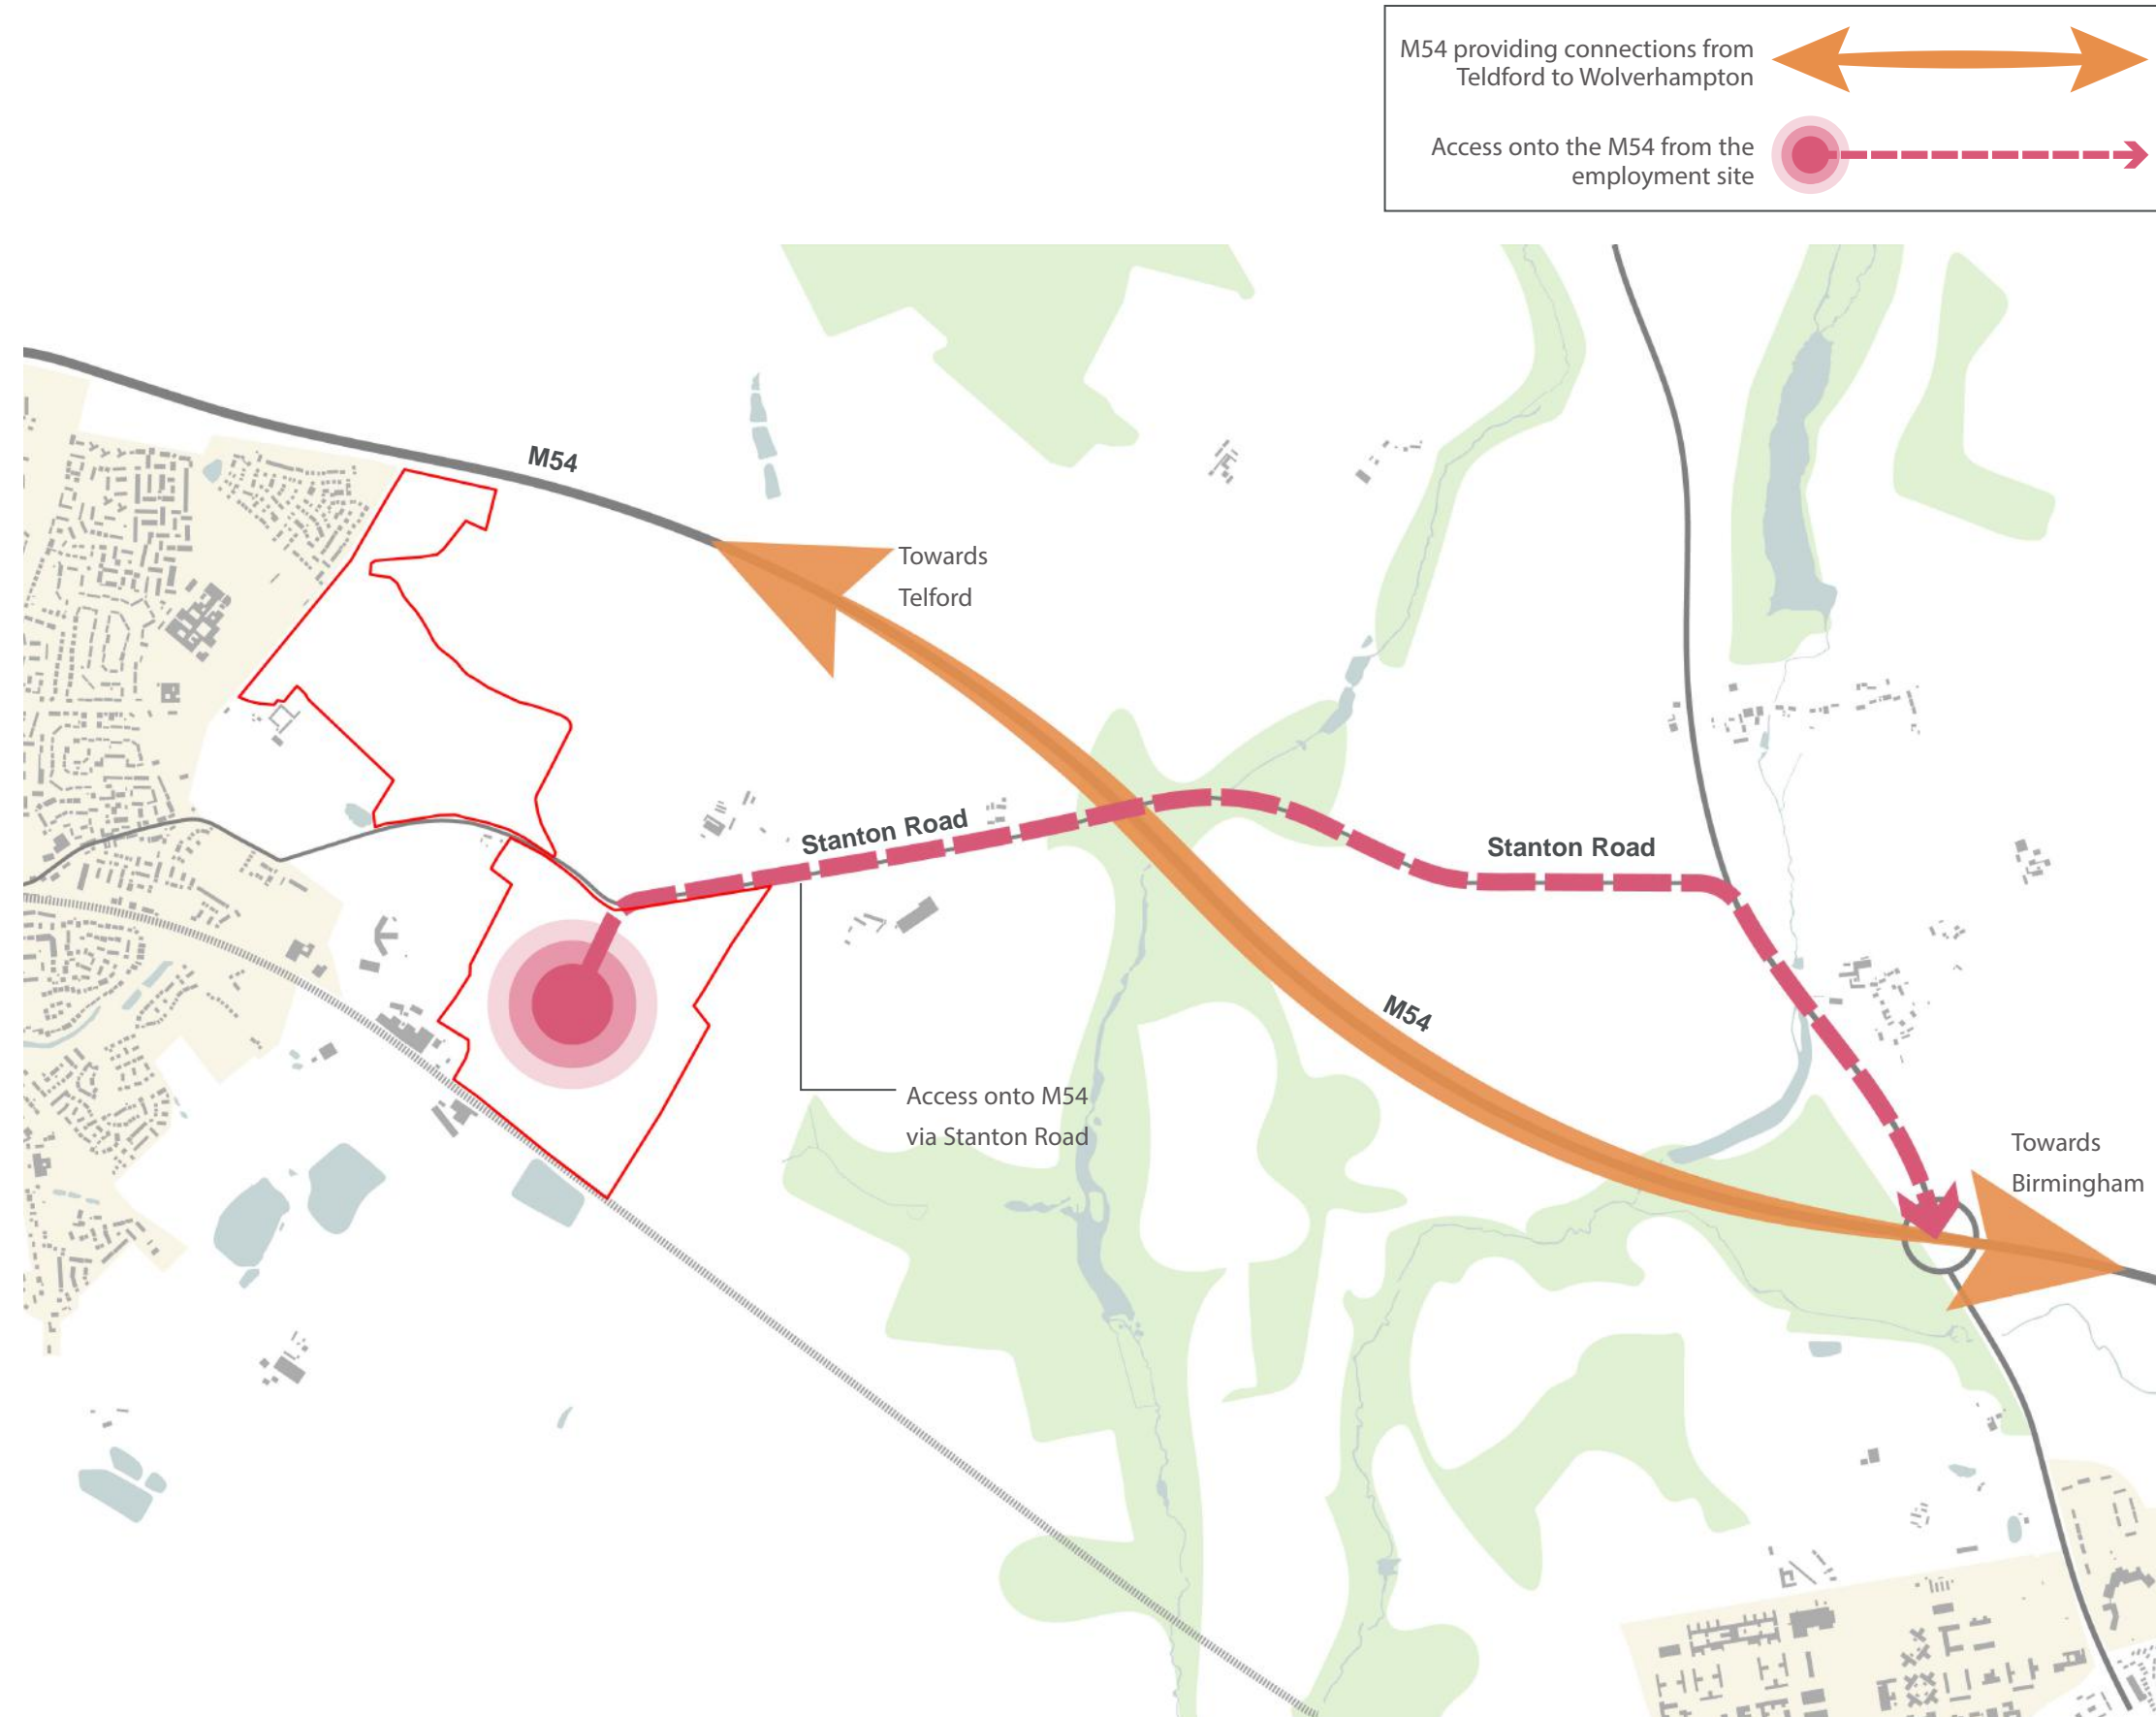 M54 providing connections from
Teldford to Wolverhampton
Access onto the M54 from the
employment site
M54
Towards
Telford
Stanton Road
Stanton Road
M54
Access onto M54
via Stanton Road
Towards
Birmingham